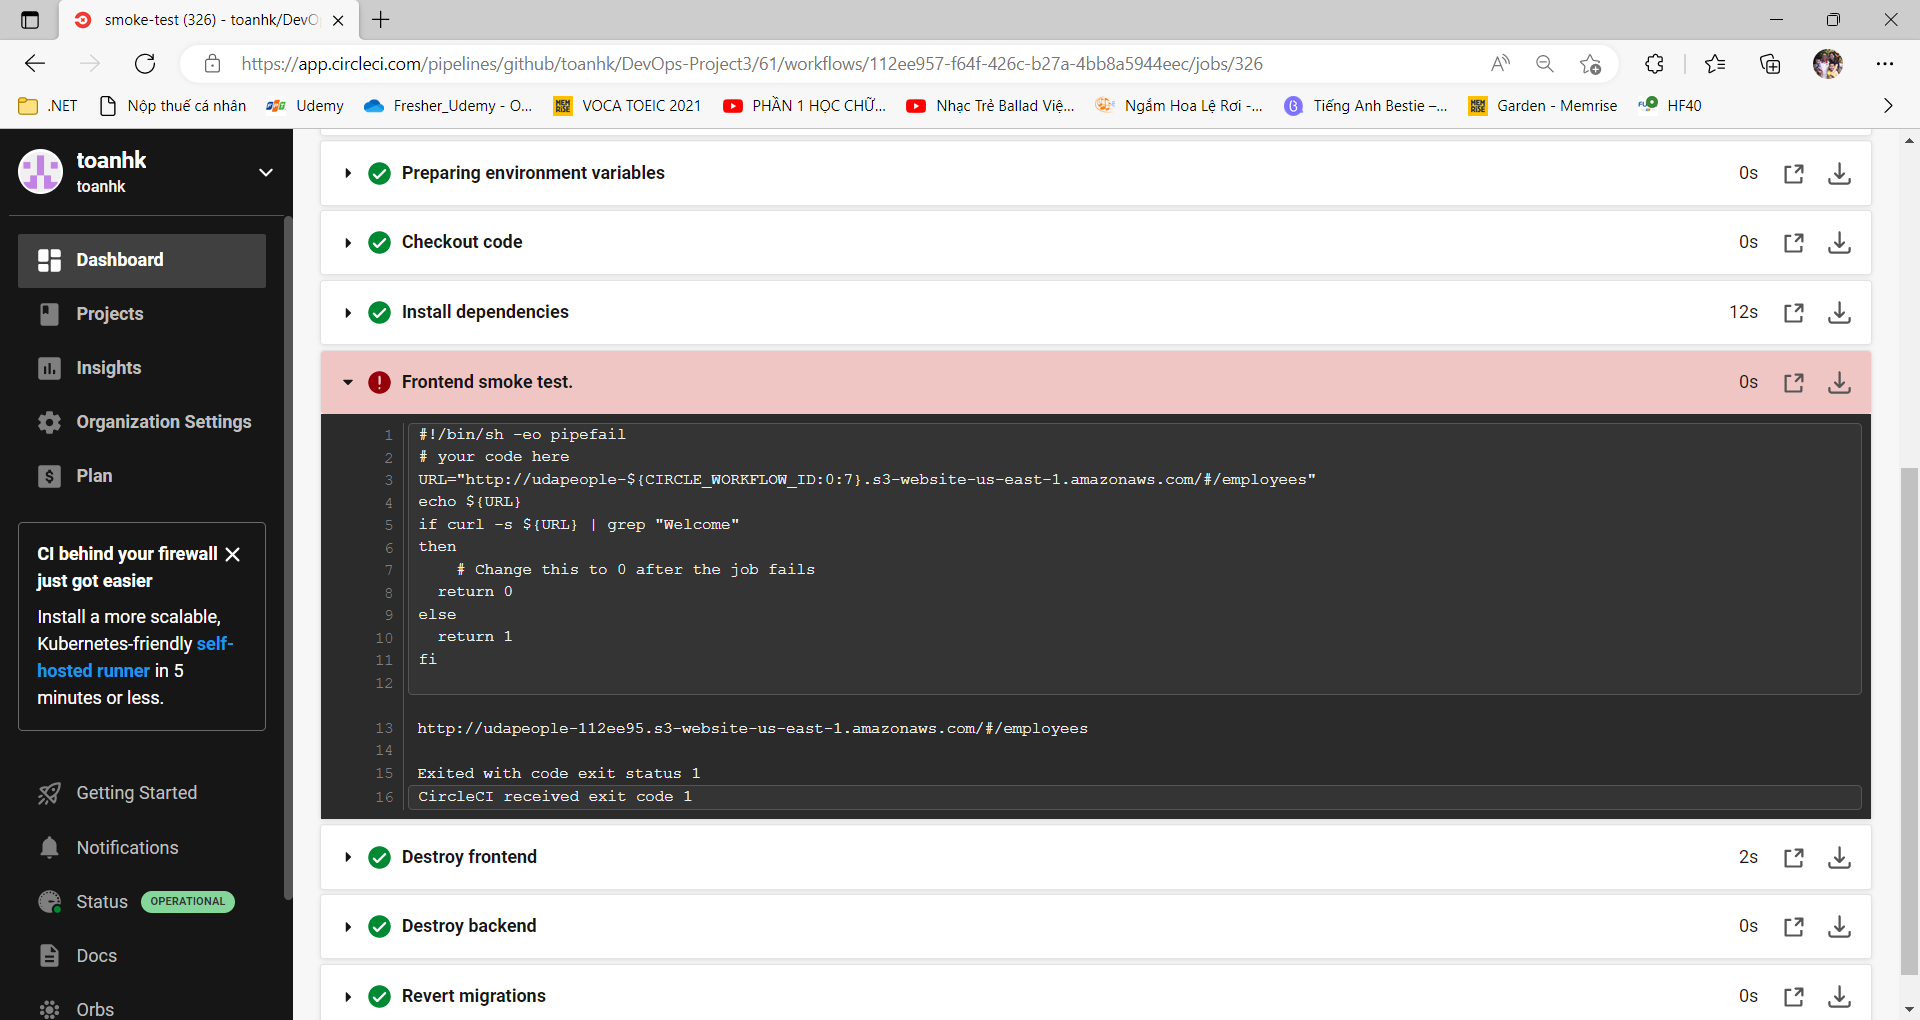 smoke-test (326) - toanhk/DevO
https://app.circleci.com/pipelines/github/toanhk/DevOps-Project3/61/workflows/112ee957-f64f-426c-b27a-4bb8a5944eec/jobs/326
.NET
Nộp thuế cá nhân
Udemy
Fresher_Udemy - O...
VOCA TOEIC 2021
PHẦN 1 HỌC CHỮ...
Nhạc Trẻ Ballad Việ...
Ngắm Hoa Lệ Rơi -...
Tiếng Anh Bestie –...
Garden - Memrise
HF40
toanhk
toanhk
Dashboard
Projects
Insights
Organization Settings
Plan
CI behind your firewall
just got easier
Install a more scalable,
Kubernetes-friendly self-
hosted runner in 5
minutes or less.
Getting Started
Notifications
Status OPERATIONAL
Docs
Orbs
Preparing environment variables 0s
Checkout code 0s
Install dependencies 12s
Frontend smoke test. 0s
1 #!/bin/sh -eo pipefail
2 # your code here
3 URL="http://udapeople-${CIRCLE_WORKFLOW_ID:0:7}.s3-website-us-east-1.amazonaws.com/#/employees"
4 echo ${URL}
5 if curl -s ${URL} | grep "Welcome"
6 then
7 # Change this to 0 after the job fails
8 return 0
9 else
10 return 1
11 fi
12
13 http://udapeople-112ee95.s3-website-us-east-1.amazonaws.com/#/employees
14
15 Exited with code exit status 1
16 CircleCI received exit code 1
Destroy frontend 2s
Destroy backend 0s
Revert migrations 0s